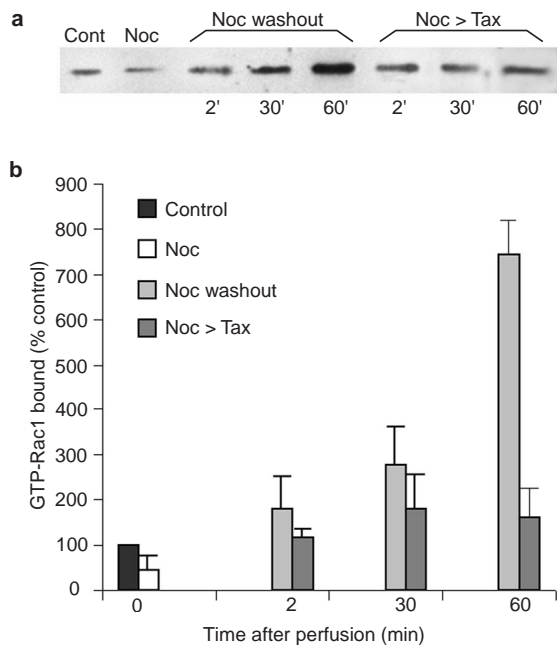 a
Noc washout
Noc > Tax
Cont
Noc
2'
30'
60'
2'
30'
60'
b
GTP-Rac1 bound (% control)
900
800
700
600
500
400
300
200
100
0
Control
Noc
Noc washout
Noc > Tax
0
2
30
60
Time after perfusion (min)